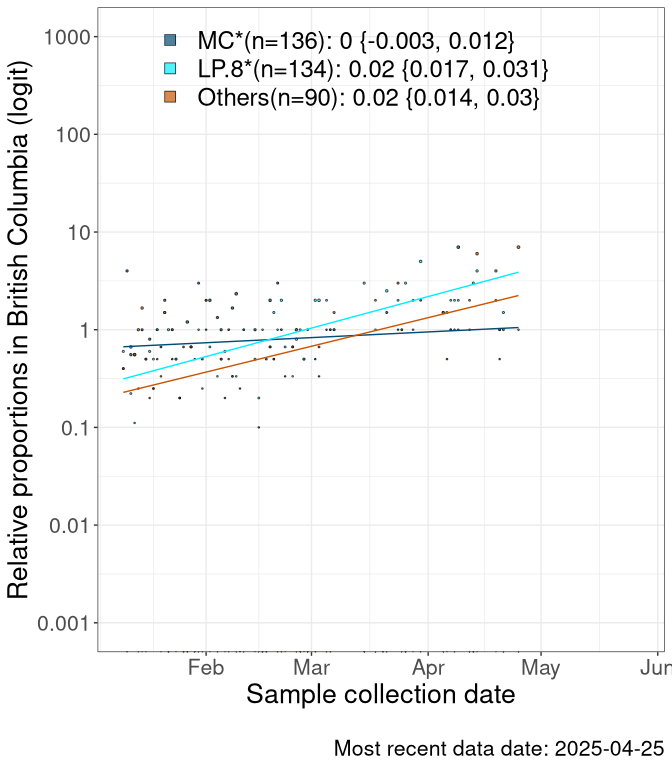 MC*(n=136): 0 {-0.003, 0.012}
LP.8*(n=134): 0.02 {0.017, 0.031}
Others(n=90): 0.02 {0.014, 0.03}
Relative proportions in British Columbia (logit)
1000
100
10
1
0.1
0.01
0.001
Feb Mar Apr May Jun
Sample collection date
Most recent data date: 2025-04-25